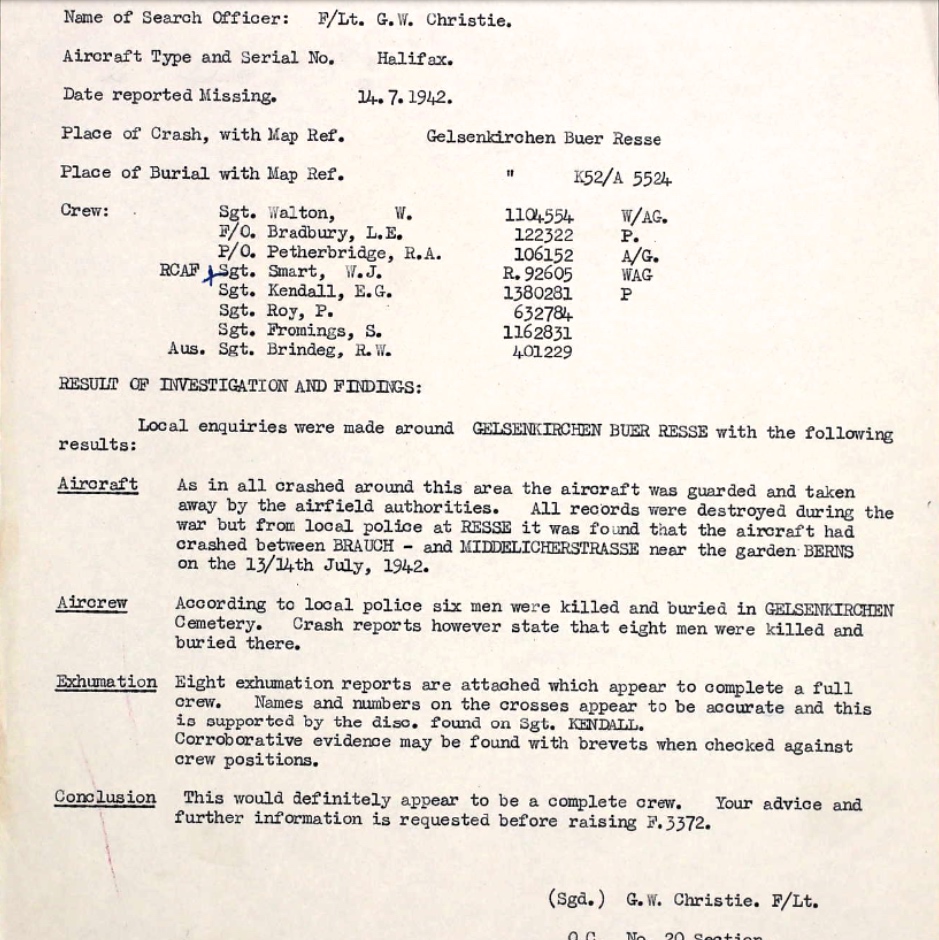 Name of Search Officer: F/Lt. G.W. Christie.
Aircraft Type and Serial No. Halifax.
Date reported Missing. 14.7.1942.
Place of Crash, with Map Ref. Gelsenkirchen Buer Resse
Place of Burial with Map Ref. " K52/A 5524
Crew: Sgt. Walton, W. 1104554 W/AG.
F/O. Bradbury, L.E. 122322 P.
P/O. Petherbridge, R.A. 106152 A/G.
RCAF Sgt. Smart, W.J. R.92605 WAG
Sgt. Kendall, E.G. 1380281 P
Sgt. Roy, P. 632784
Sgt. Fromings, S. 1162831
Aus. Sgt. Brindeg, R.W. 401229
RESULT OF INVESTIGATION AND FINDINGS:
Local enquiries were made around GELSENKIRCHEN BUER RESSE with the following
results:
Aircraft As in all crashed around this area the aircraft was guarded and taken
away by the airfield authorities. All records were destroyed during the
war but from local police at RESSE it was found that the aircraft had
crashed between BRAUCH - and MIDDELICHERSTRASSE near the garden BERNS
on the 13/14th July, 1942.
Aircrew According to local police six men were killed and buried in GELSENKIRCHEN
Cemetery. Crash reports however state that eight men were killed and
buried there.
Exhumation Eight exhumation reports are attached which appear to complete a full
crew. Names and numbers on the crosses appear to be accurate and this
is supported by the disc. found on Sgt. KENDALL.
Corroborative evidence may be found with brevets when checked against
crew positions.
Conclusion This would definitely appear to be a complete crew. Your advice and
further information is requested before raising F.3372.
(Sgd.) G.W. Christie. F/Lt.
O.C. No. 20 Section